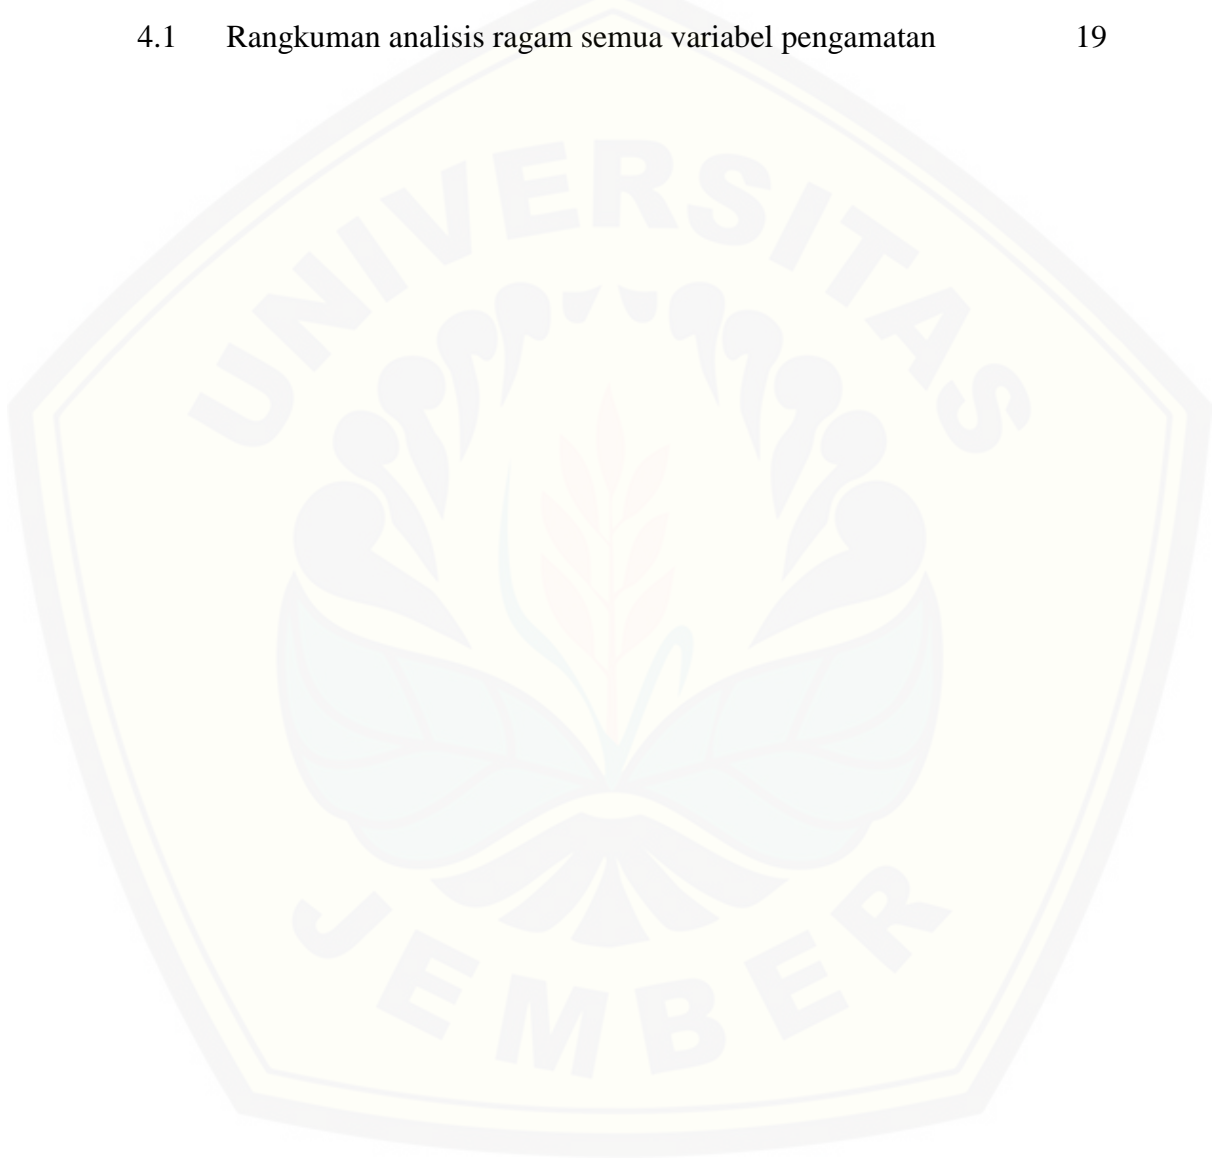 4.1 Rangkuman analisis ragam semua variabel pengamatan 19
UNIVERSITAS
JEMBER